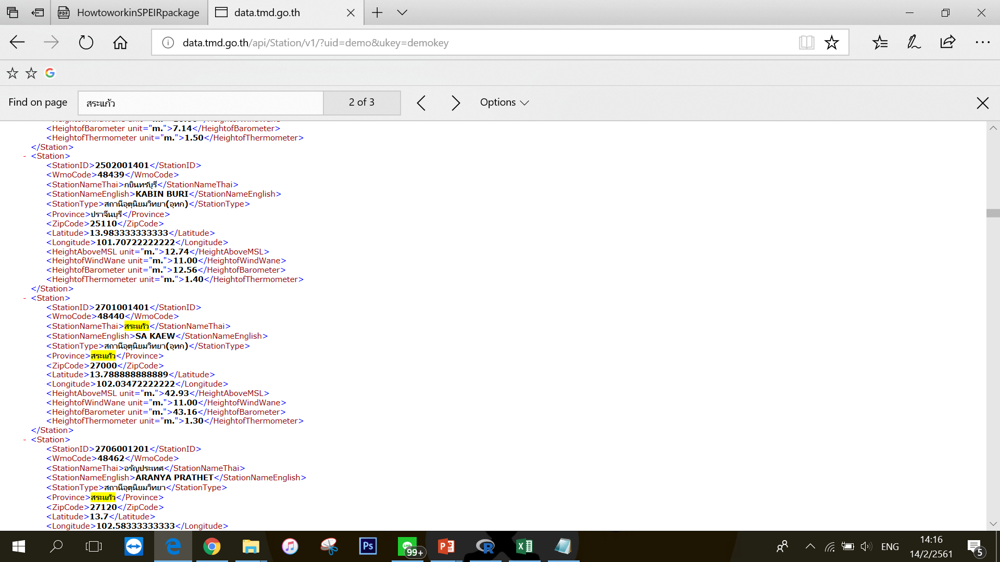 HowtoworkinSPEIRpackage
data.tmd.go.th
data.tmd.go.th/api/Station/v1/?uid=demo&ukey=demokey
Find on page
สระแก้ว
2 of 3
Options
<HeightofBarometer unit="m.">7.14</HeightofBarometer>
<HeightofThermometer unit="m.">1.50</HeightofThermometer>
</Station>
- <Station>
<StationID>2502001401</StationID>
<WmoCode>48439</WmoCode>
<StationNameThai>กบินทร์บุรี</StationNameThai>
<StationNameEnglish>KABIN BURI</StationNameEnglish>
<StationType>สถานีอุตุนิยมวิทยา(อุทก)</StationType>
<Province>ปราจีนบุรี</Province>
<ZipCode>25110</ZipCode>
<Latitude>13.983333333333</Latitude>
<Longitude>101.70722222222</Longitude>
<HeightAboveMSL unit="m.">12.74</HeightAboveMSL>
<HeightofWindWane unit="m.">11.00</HeightofWindWane>
<HeightofBarometer unit="m.">12.56</HeightofBarometer>
<HeightofThermometer unit="m.">1.40</HeightofThermometer>
</Station>
- <Station>
<StationID>2701001401</StationID>
<WmoCode>48440</WmoCode>
<StationNameThai>สระแก้ว</StationNameThai>
<StationNameEnglish>SA KAEW</StationNameEnglish>
<StationType>สถานีอุตุนิยมวิทยา(อุทก)</StationType>
<Province>สระแก้ว</Province>
<ZipCode>27000</ZipCode>
<Latitude>13.788888888889</Latitude>
<Longitude>102.03472222222</Longitude>
<HeightAboveMSL unit="m.">42.93</HeightAboveMSL>
<HeightofWindWane unit="m.">11.00</HeightofWindWane>
<HeightofBarometer unit="m.">43.16</HeightofBarometer>
<HeightofThermometer unit="m.">1.30</HeightofThermometer>
</Station>
- <Station>
<StationID>2706001201</StationID>
<WmoCode>48462</WmoCode>
<StationNameThai>อรัญประเทศ</StationNameThai>
<StationNameEnglish>ARANYA PRATHET</StationNameEnglish>
<StationType>สถานีอุตุนิยมวิทยา</StationType>
<Province>สระแก้ว</Province>
<ZipCode>27120</ZipCode>
<Latitude>13.7</Latitude>
<Longitude>102.58333333333</Longitude>
99+
ENG
14:16
14/2/2561
5